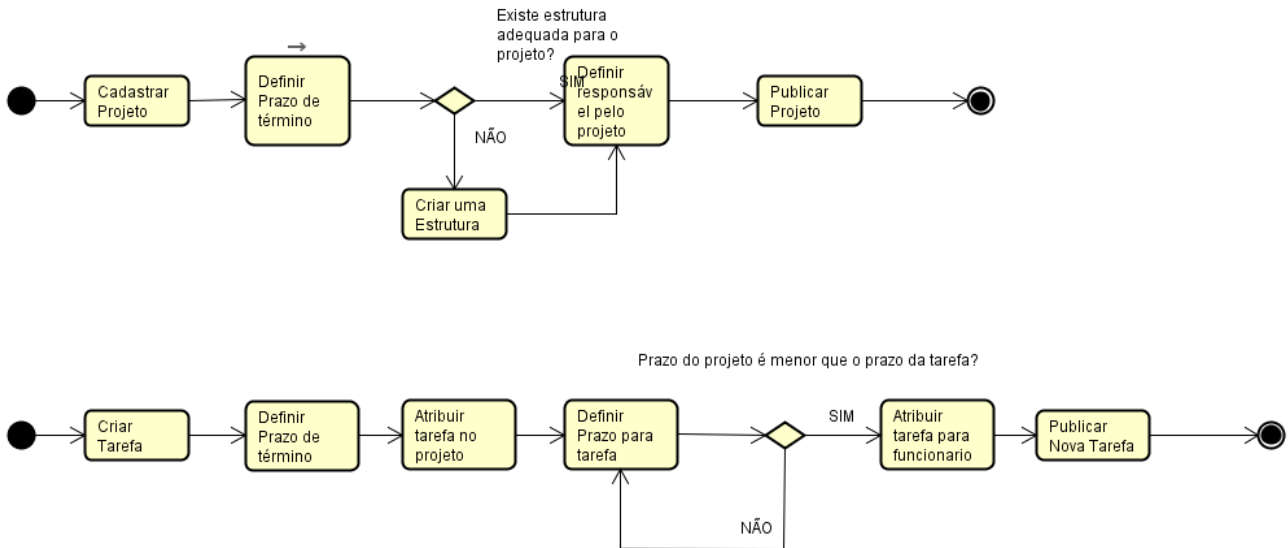 Existe estrutura
adequada para o
projeto?
Cadastrar
Projeto
Definir
Prazo de
término
SIM
Definir
responsáv
el pelo
projeto
Publicar
Projeto
NÃO
Criar uma
Estrutura
Prazo do projeto é menor que o prazo da tarefa?
Criar
Tarefa
Definir
Prazo de
término
Atribuir
tarefa no
projeto
Definir
Prazo para
tarefa
SIM
Atribuir
tarefa para
funcionario
Publicar
Nova Tarefa
NÃO